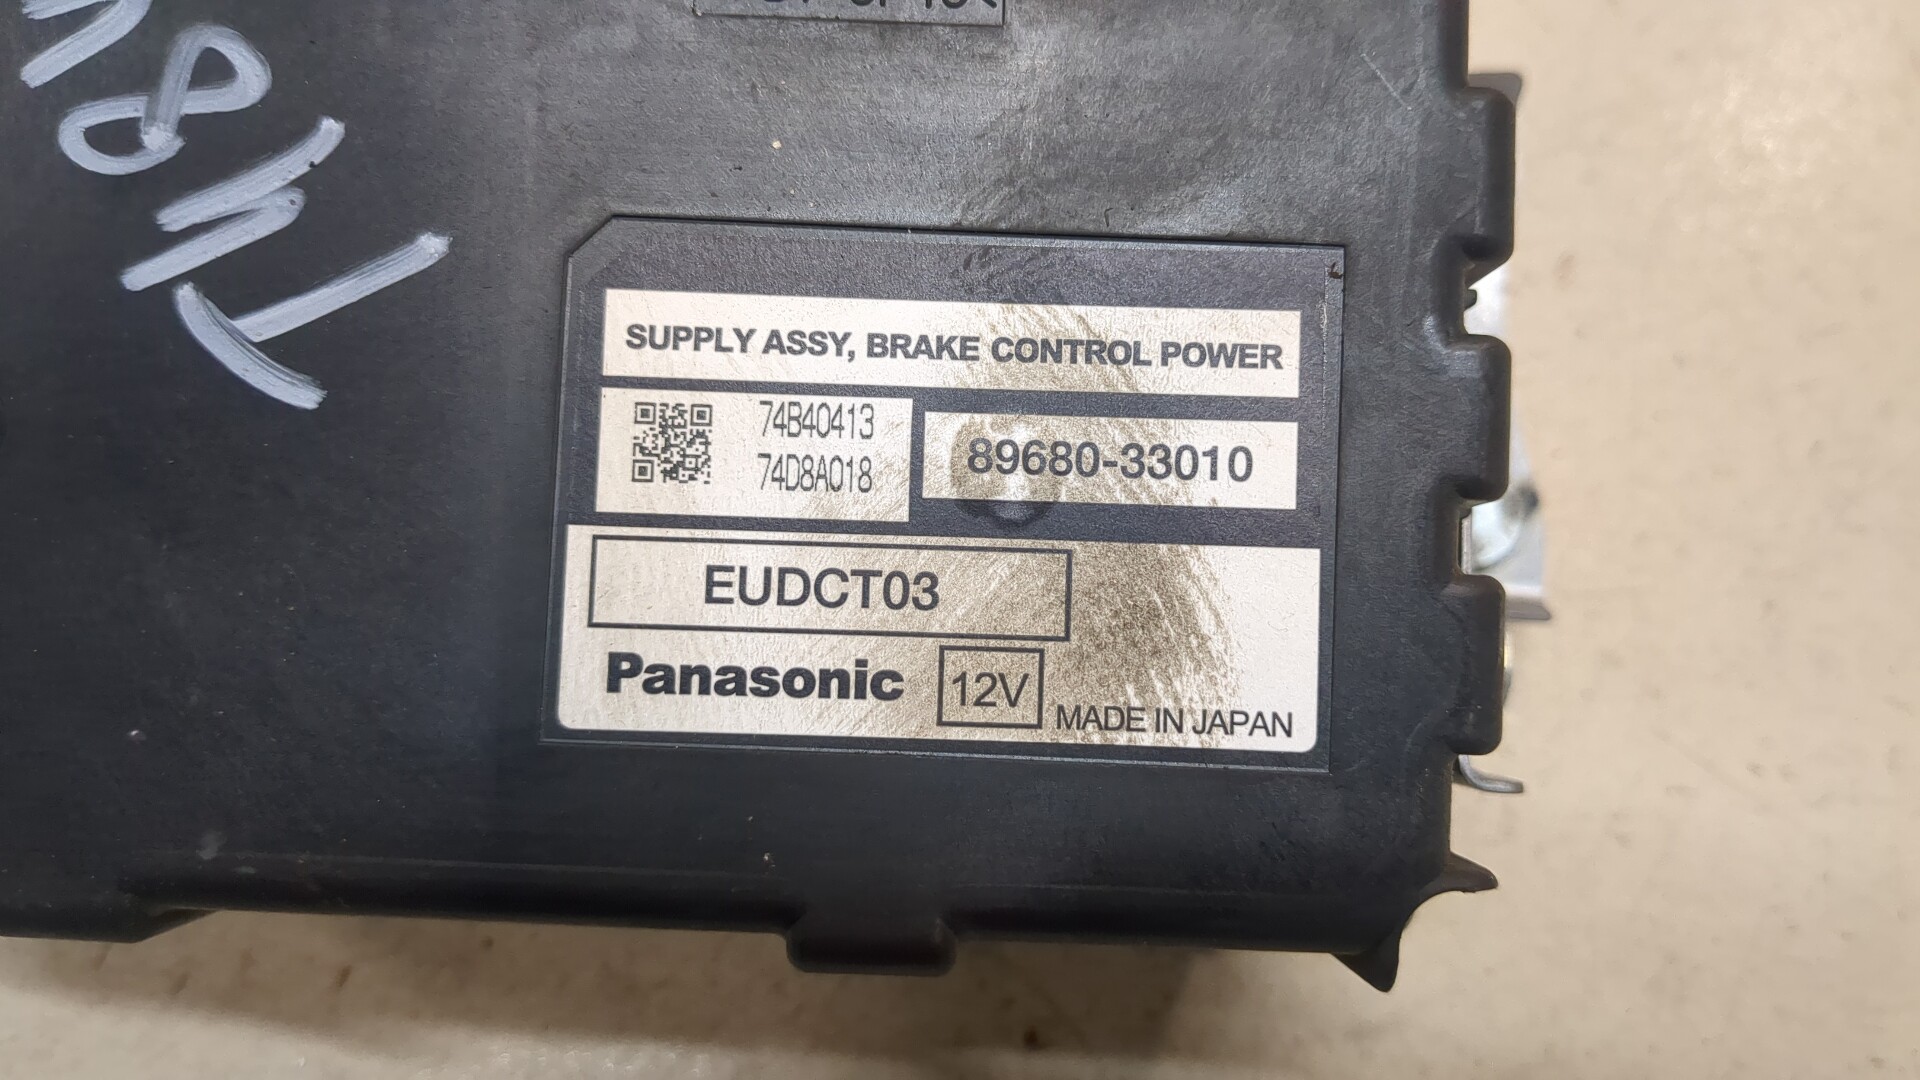 SUPPLY ASSY, BRAKE CONTROL POWER
74B40413
74D8A018
89680-33010
EUDCT03
Panasonic
12V
MADE IN JAPAN